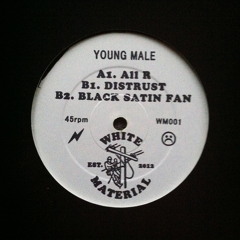 YOUNG MALE
A1. All R
B1. DISTRUST
B2. BLACK SATIN FAN
45rpm
WM001
WHITE
EST. 2012
MATERIAL